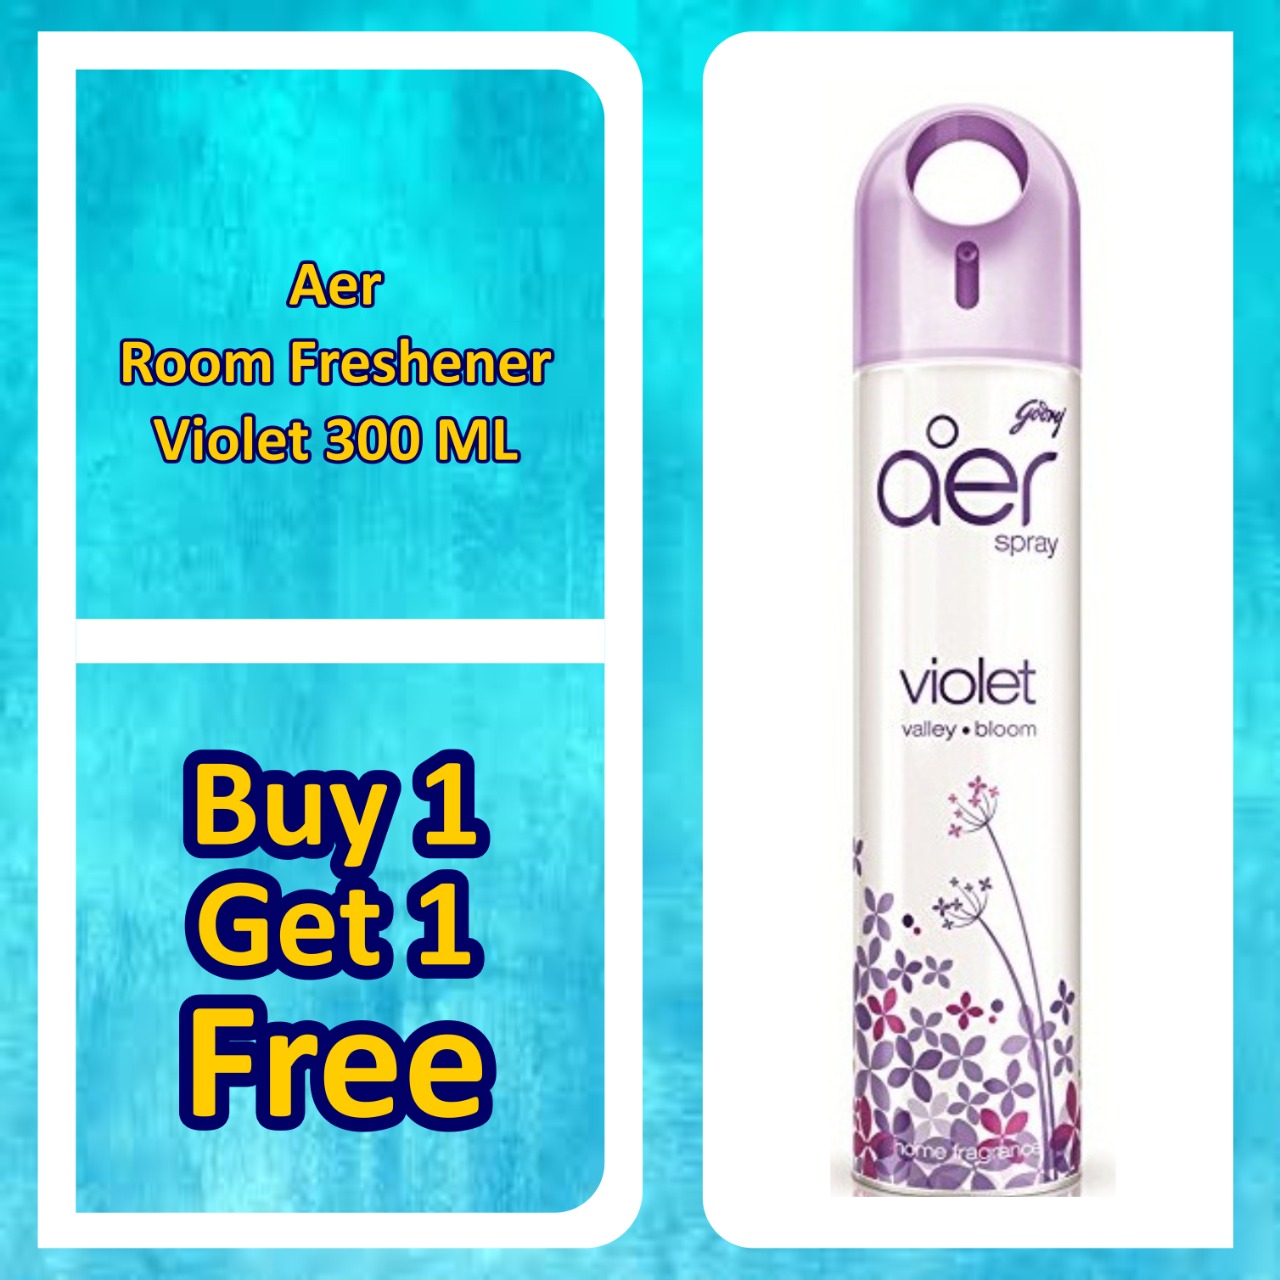 Aer
Room Freshener
Violet 300 ML
Buy 1
Get 1
Free
Godrej
aer
spray
violet
valley • bloom
home fragrance